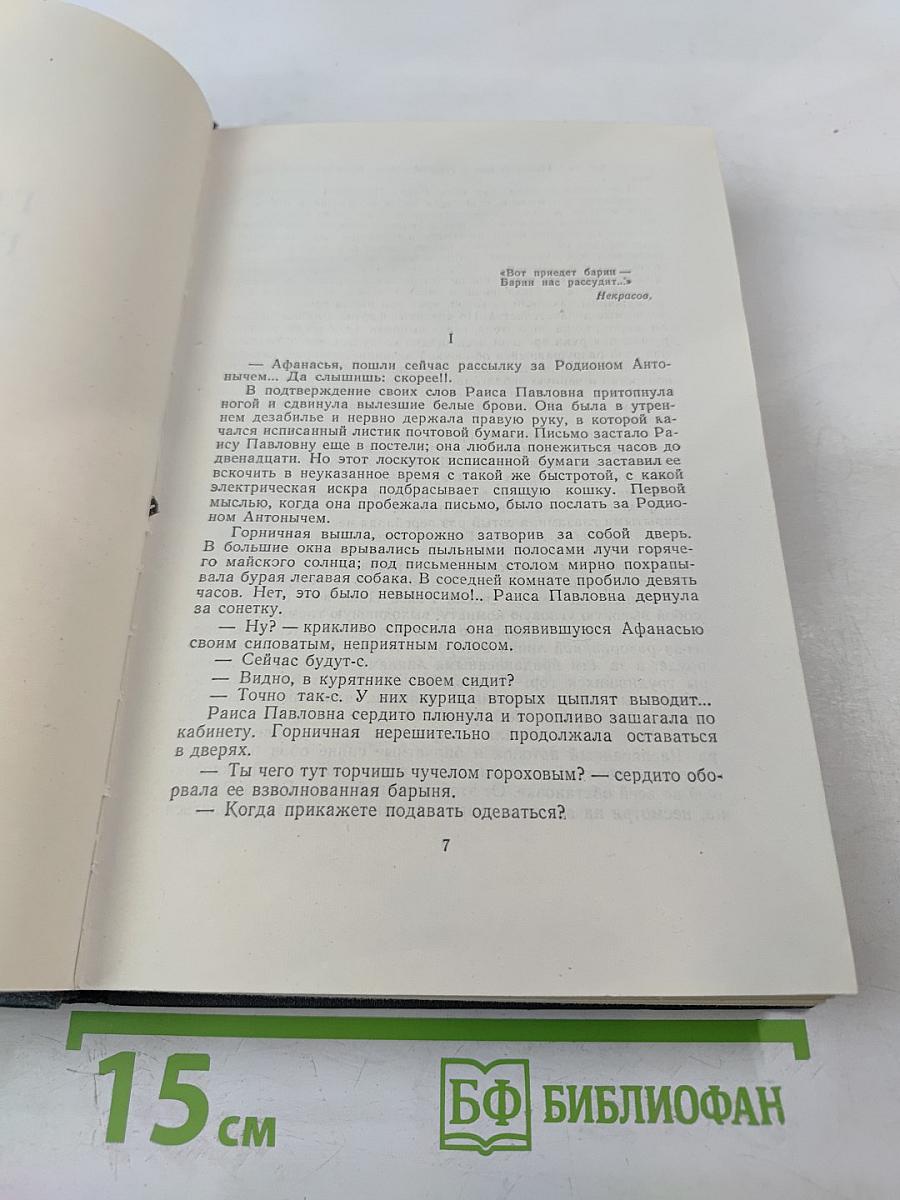 «Вот приедет барин —
Барин нас рассудит...»
Некрасов.
I
— Афанасья, пошли сейчас рассылку за Родионом Анто-
нычем... Да слышишь: скорее!!.
В подтверждение своих слов Раиса Павловна притопнула
ногой и сдвинула вылезшие белые брови. Она была в утрен-
нем дезабилье и нервно держала правую руку, в которой ка-
чался исписанный листик почтовой бумаги. Письмо застало Ра-
ису Павловну еще в постели; она любила понежиться часов до
двенадцати. Но этот лоскуток исписанной бумаги заставил ее
вскочить в неуказанное время с такой же быстротой, с какой
электрическая искра подбрасывает спящую кошку. Первой
мыслью, когда она пробежала письмо, было послать за Родио-
ном Антонычем.
Горничная вышла, осторожно затворив за собой дверь.
В большие окна врывались пыльными полосами лучи горяче-
го майского солнца; под письменным столом мирно похрапы-
вала бурая легавая собака. В соседней комнате пробило девять
часов. Нет, это было невыносимо!.. Раиса Павловна дернула
за сонетку.
— Ну? — крикливо спросила она появившуюся Афанасью
своим сиповатым, неприятным голосом.
— Сейчас будут-с.
— Видно, в курятнике своем сидит?
— Точно так-с. У них курица вторых цыплят выводит...
Раиса Павловна сердито плюнула и торопливо зашагала по
кабинету. Горничная нерешительно продолжала оставаться
в дверях.
— Ты чего тут торчишь чучелом гороховым? — сердито обо-
рвала ее взволнованная барыня.
— Когда прикажете подавать одеваться?
7
15 см
БФ БИБЛИОФАН